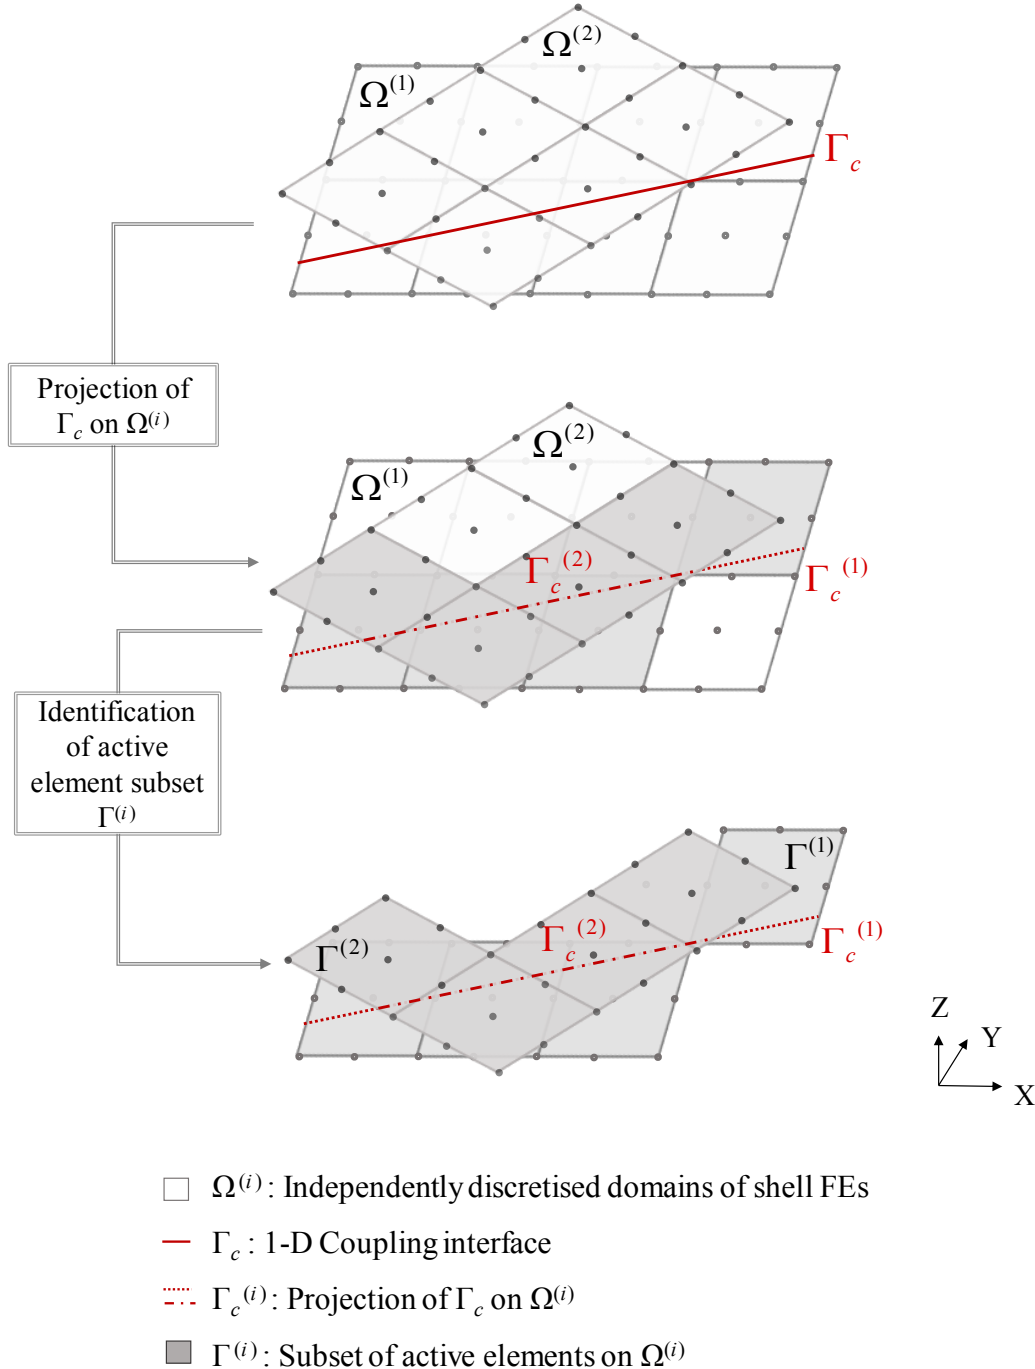 Ω(2)
Ω(1)
Γc
Projection of
Γc on Ω(i)
Ω(2)
Ω(1)
Γc(2)
Γc(1)
Identification
of active
element subset
Γ(i)
Γ(1)
Γ(2)
Γc(2)
Γc(1)
Z
Y
X
Ω(i) : Independently discretised domains of shell FEs
Γc : 1-D Coupling interface
Γc(i) : Projection of Γc on Ω(i)
Γ(i) : Subset of active elements on Ω(i)